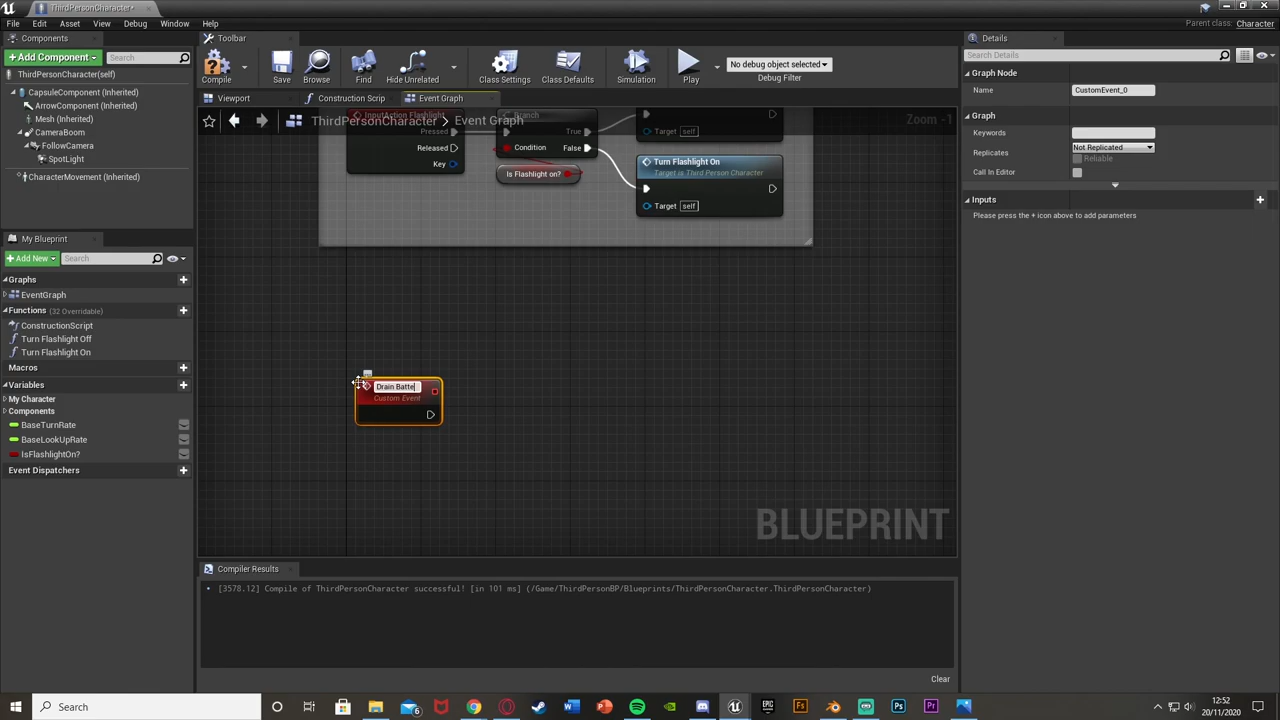 ThirdPersonCharacter*
File Edit Asset View Debug Window Help
Parent class: Character
Components
Toolbar
Details
+ Add Component
Search
Search Details
ThirdPersonCharacter(self)
Compile
Save
Browse
Find
Hide Unrelated
Class Settings
Class Defaults
Simulation
Play
No debug object selected
Debug Filter
Graph Node
Name
CustomEvent_0
CapsuleComponent (Inherited)
Viewport
Construction Scrip
Event Graph
ArrowComponent (Inherited)
Mesh (Inherited)
CameraBoom
FollowCamera
SpotLight
CharacterMovement (Inherited)
ThirdPersonCharacter > Event Graph
Zoom -1
InputAction Flashlight
Pressed
Released
Key
Branch
True
Condition
False
Is Flashlight on?
Target self
Turn Flashlight On
Target is Third Person Character
Target self
Graph
Keywords
Replicates
Not Replicated
Reliable
Call In Editor
Inputs
Please press the + icon above to add parameters
My Blueprint
+ Add New
Search
Graphs
EventGraph
Functions (32 Overridable)
ConstructionScript
Turn Flashlight Off
Turn Flashlight On
Macros
Variables
My Character
Components
BaseTurnRate
BaseLookUpRate
IsFlashlightOn?
Event Dispatchers
Drain Batte
Custom Event
BLUEPRINT
Compiler Results
[3578.12] Compile of ThirdPersonCharacter successful! [in 101 ms] (/Game/ThirdPersonBP/Blueprints/ThirdPersonCharacter.ThirdPersonCharacter)
Clear
Search
12:52
20/11/2020